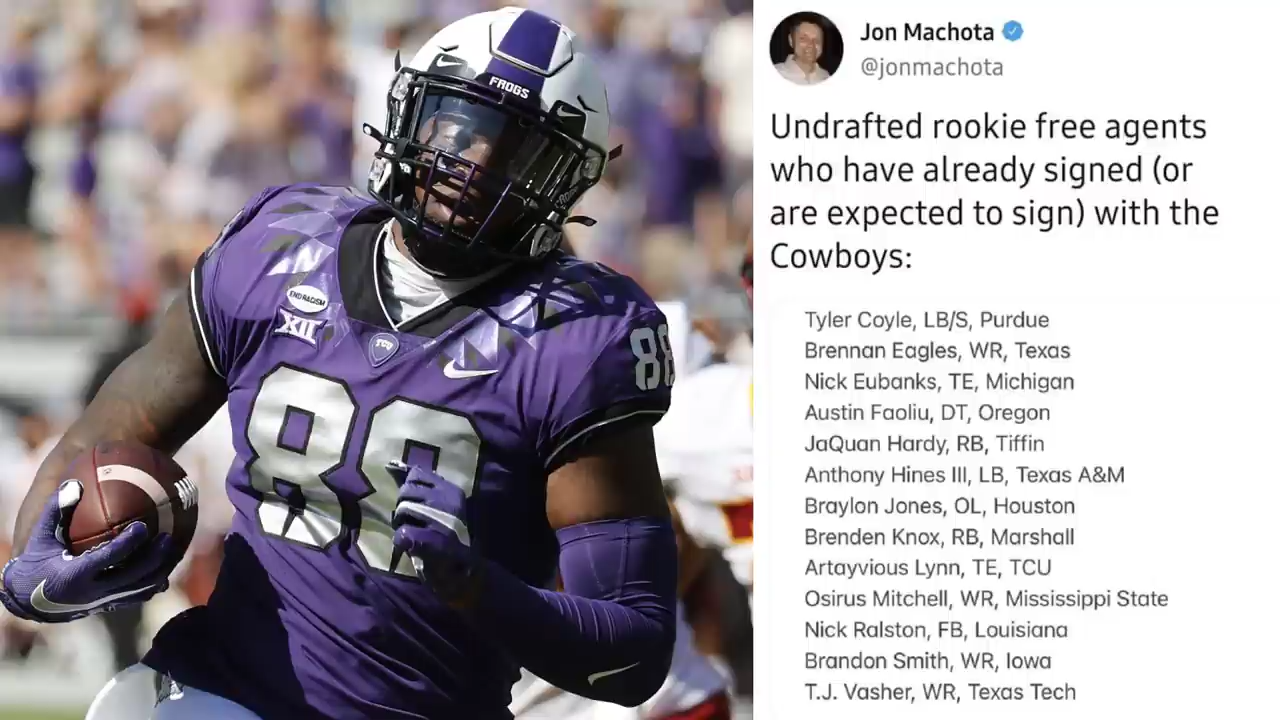 FROGS
END RACISM
XII
TCU
88
88
Jon Machota
@jonmachota
Undrafted rookie free agents
who have already signed (or
are expected to sign) with the
Cowboys:
Tyler Coyle, LB/S, Purdue
Brennan Eagles, WR, Texas
Nick Eubanks, TE, Michigan
Austin Faoliu, DT, Oregon
JaQuan Hardy, RB, Tiffin
Anthony Hines III, LB, Texas A&M
Braylon Jones, OL, Houston
Brenden Knox, RB, Marshall
Artayvious Lynn, TE, TCU
Osirus Mitchell, WR, Mississippi State
Nick Ralston, FB, Louisiana
Brandon Smith, WR, Iowa
T.J. Vasher, WR, Texas Tech